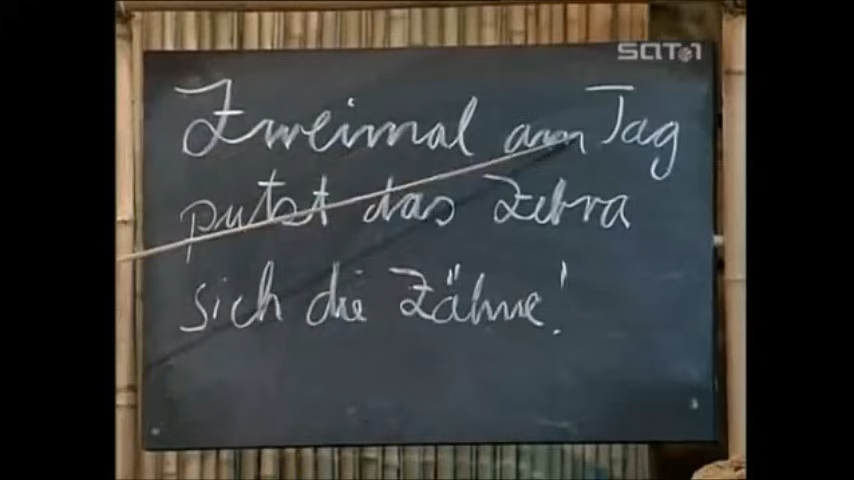 SAT.1
Zweimal am Tag
putzt das Zebra
sich die Zähne!